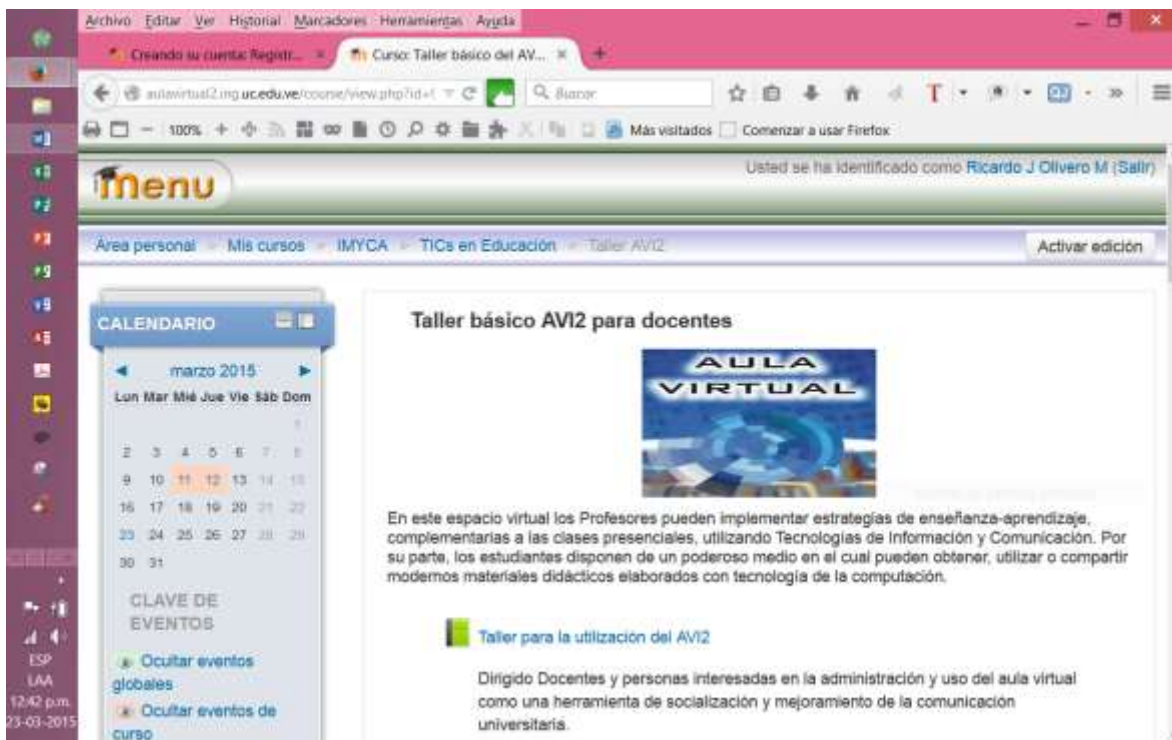 Archivo Editar Ver Historial Marcadores Herramientas Ayuda
Creando su cuenta: Registr...
Curso: Taller básico del AV...
aulavirtual2.ing.uc.edu.ve/course/view.php?id=
Buscar
100%
Más visitados Comenzar a usar Firefox
menu
Usted se ha identificado como Ricardo J Olivero M (Salir)
Área personal Mis cursos IMYCA TICs en Educación Taller AVI2
Activar edición
CALENDARIO
marzo 2015
Lun Mar Mié Jue Vie Sáb Dom
1
2 3 4 5 6 7 8
9 10 11 12 13 14 15
16 17 18 19 20 21 22
23 24 25 26 27 28 29
30 31
CLAVE DE
EVENTOS
Ocultar eventos
globales
Ocultar eventos de
curso
Taller básico AVI2 para docentes
AULA
VIRTUAL
En este espacio virtual los Profesores pueden implementar estrategias de enseñanza-aprendizaje,
complementarias a las clases presenciales, utilizando Tecnologías de Información y Comunicación. Por
su parte, los estudiantes disponen de un poderoso medio en el cual pueden obtener, utilizar o compartir
modernos materiales didácticos elaborados con tecnología de la computación.
Taller para la utilización del AVI2
Dirigido Docentes y personas interesadas en la administración y uso del aula virtual
como una herramienta de socialización y mejoramiento de la comunicación
universitaria.
ESP
LAA
12:42 p.m.
23-03-2015